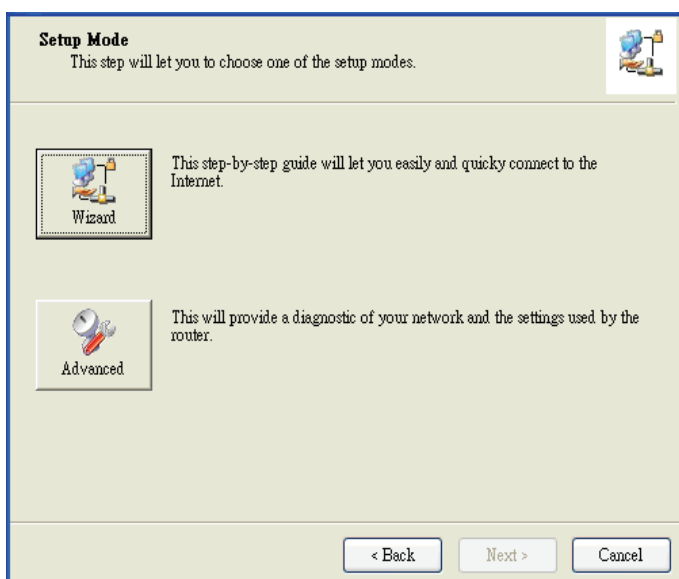 Setup Mode
This step will let you to choose one of the setup modes.
Wizard
This step-by-step guide will let you easily and quicky connect to the
Internet.
Advanced
This will provide a diagnostic of your network and the settings used by the
router.
< Back
Next >
Cancel